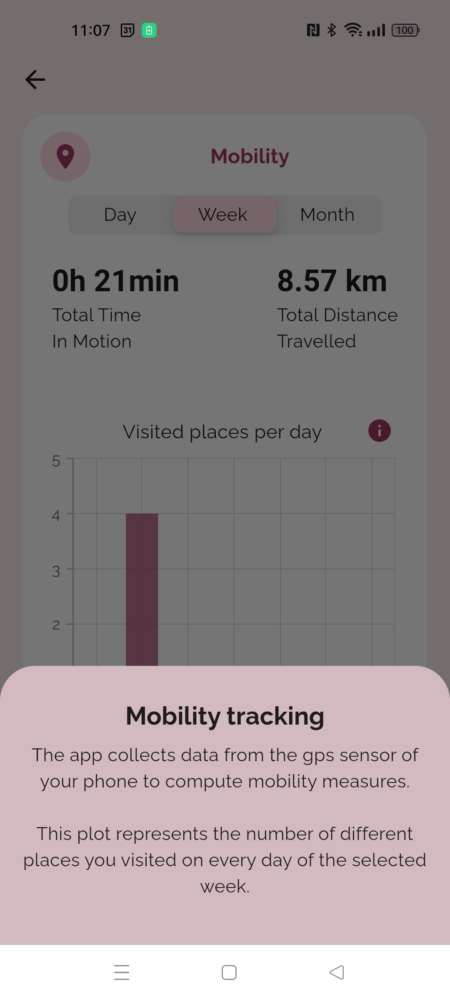 11:07
31
100
Mobility
Day Week Month
0h 21min 8.57 km
Total Time Total Distance
In Motion Travelled
Visited places per day
i
5
4
3
2
Mobility tracking
The app collects data from the gps sensor of
your phone to compute mobility measures.
This plot represents the number of different
places you visited on every day of the selected
week.